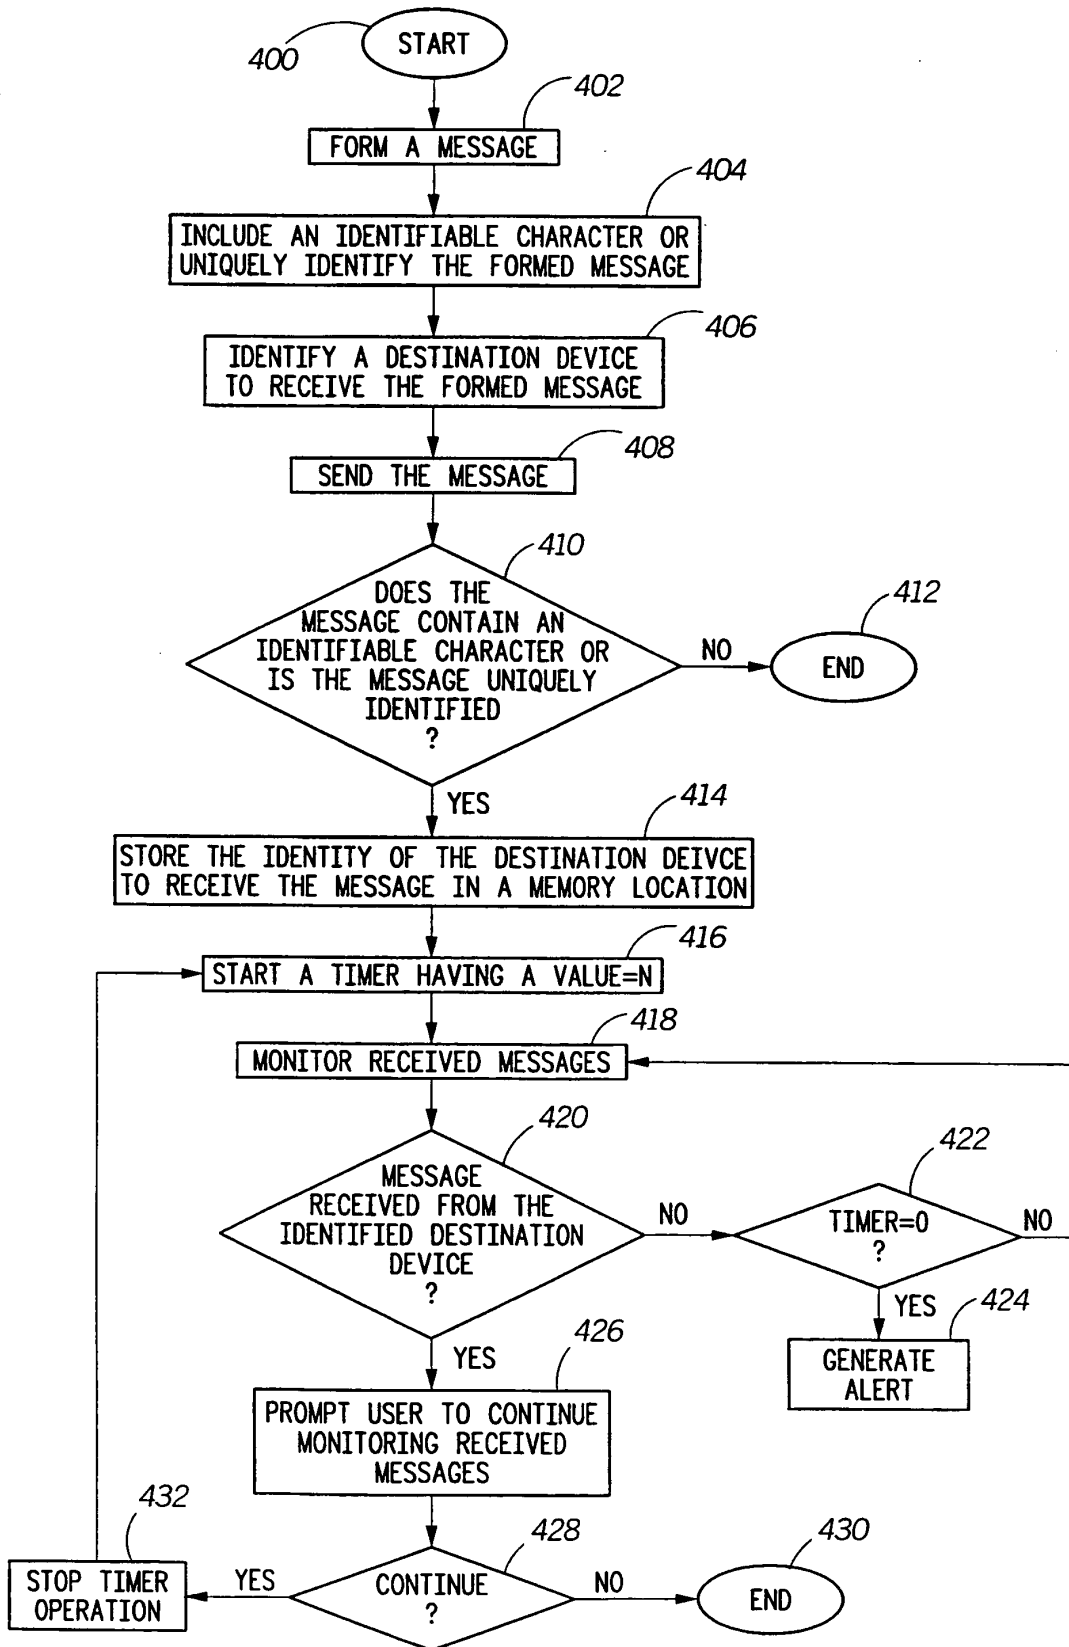 START
400
402
FORM A MESSAGE
404
INCLUDE AN IDENTIFIABLE CHARACTER OR
UNIQUELY IDENTIFY THE FORMED MESSAGE
406
IDENTIFY A DESTINATION DEVICE
TO RECEIVE THE FORMED MESSAGE
408
SEND THE MESSAGE
410
DOES THE
MESSAGE CONTAIN AN
IDENTIFIABLE CHARACTER OR
IS THE MESSAGE UNIQUELY
IDENTIFIED
?
NO
412
END
YES
414
STORE THE IDENTITY OF THE DESTINATION DEIVCE
TO RECEIVE THE MESSAGE IN A MEMORY LOCATION
416
START A TIMER HAVING A VALUE=N
418
MONITOR RECEIVED MESSAGES
420
MESSAGE
RECEIVED FROM THE
IDENTIFIED DESTINATION
DEVICE
?
NO
422
TIMER=0
?
NO
YES
424
GENERATE
ALERT
YES
426
PROMPT USER TO CONTINUE
MONITORING RECEIVED
MESSAGES
428
CONTINUE
?
NO
430
END
YES
432
STOP TIMER
OPERATION